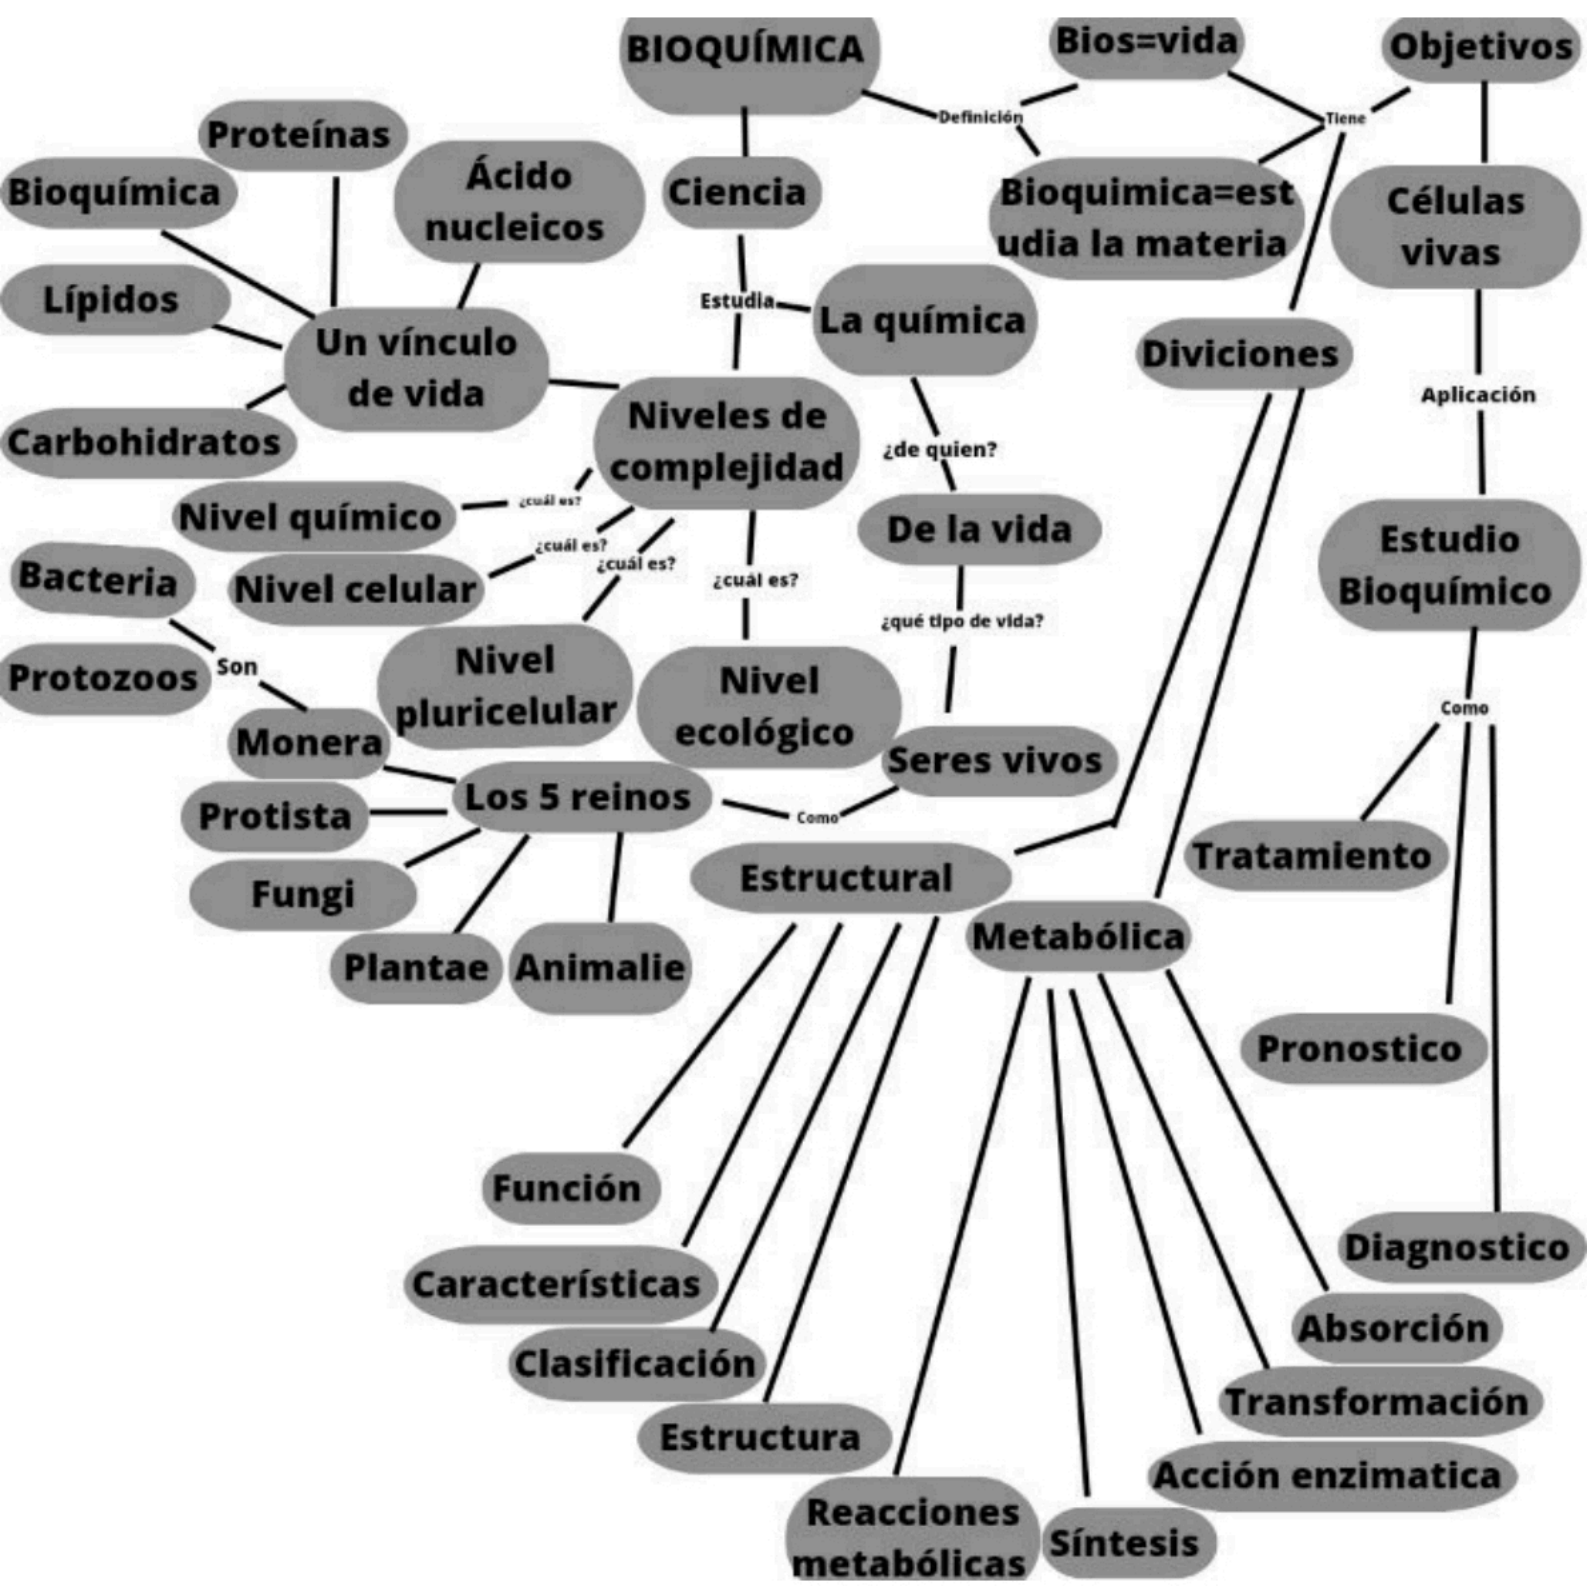 BIOQUÍMICA
Bios=vida
Objetivos
Definición
Tiene
Proteínas
Bioquímica
Ácido
nucleicos
Ciencia
Bioquimica=est
udia la materia
Células
vivas
Lípidos
Estudia
La química
Un vínculo
de vida
Diviciones
Aplicación
Carbohidratos
Niveles de
complejidad
¿de quien?
Nivel químico
¿cuál es?
De la vida
Estudio
Bioquímico
¿cuál es?
¿cuál es?
¿cuál es?
Bacteria
Nivel celular
¿qué tipo de vida?
Son
Protozoos
Nivel
pluricelular
Nivel
ecológico
Como
Monera
Seres vivos
Los 5 reinos
Como
Protista
Tratamiento
Estructural
Fungi
Metabólica
Plantae
Animalie
Pronostico
Función
Diagnostico
Características
Absorción
Clasificación
Transformación
Estructura
Acción enzimatica
Reacciones
metabólicas
Síntesis